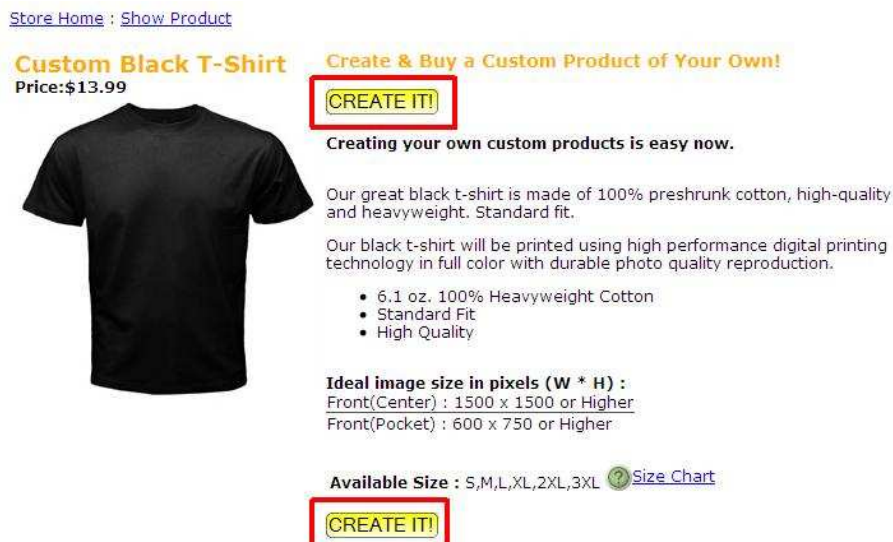 Store Home : Show Product
Custom Black T-Shirt
Price:$13.99
Create & Buy a Custom Product of Your Own!
CREATE IT!
Creating your own custom products is easy now.
Our great black t-shirt is made of 100% preshrunk cotton, high-quality
and heavyweight. Standard fit.
Our black t-shirt will be printed using high performance digital printing
technology in full color with durable photo quality reproduction.
• 6.1 oz. 100% Heavyweight Cotton
• Standard Fit
• High Quality
Ideal image size in pixels (W * H) :
Front(Center) : 1500 x 1500 or Higher
Front(Pocket) : 600 x 750 or Higher
Available Size : S,M,L,XL,2XL,3XL ? Size Chart
CREATE IT!